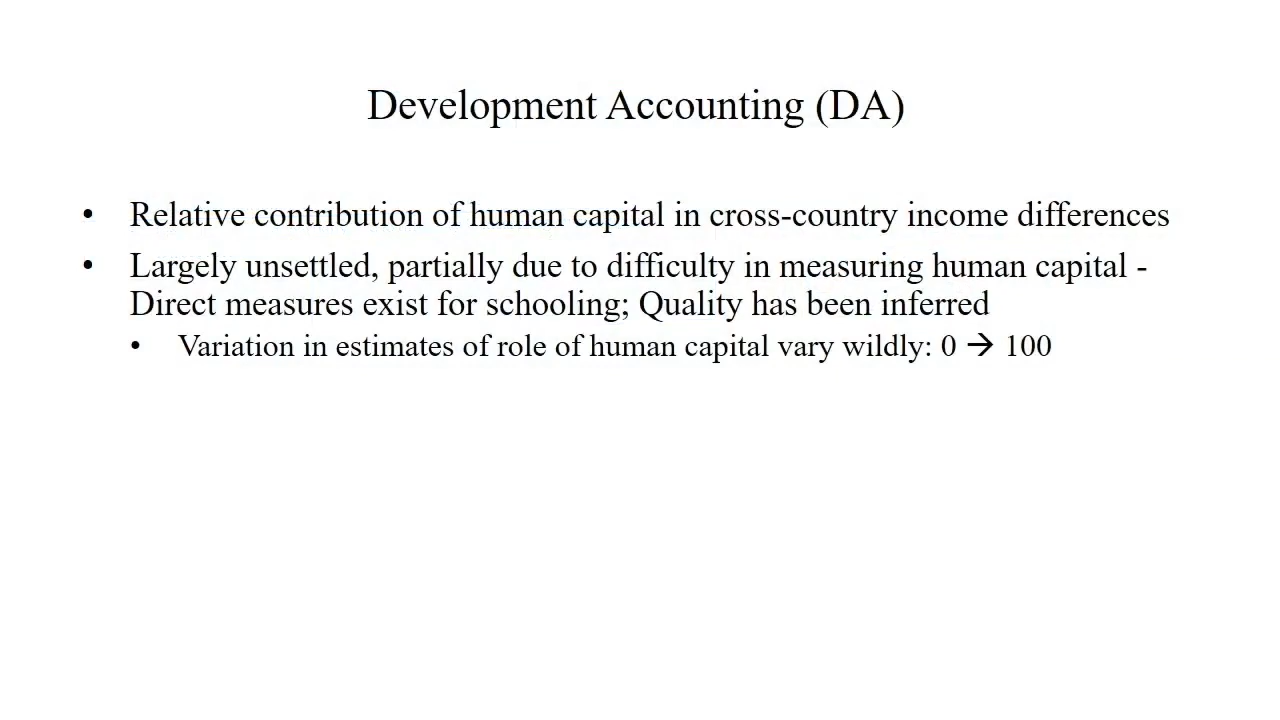 Development Accounting (DA)
• Relative contribution of human capital in cross-country income differences
• Largely unsettled, partially due to difficulty in measuring human capital -
Direct measures exist for schooling; Quality has been inferred
• Variation in estimates of role of human capital vary wildly: 0 → 100